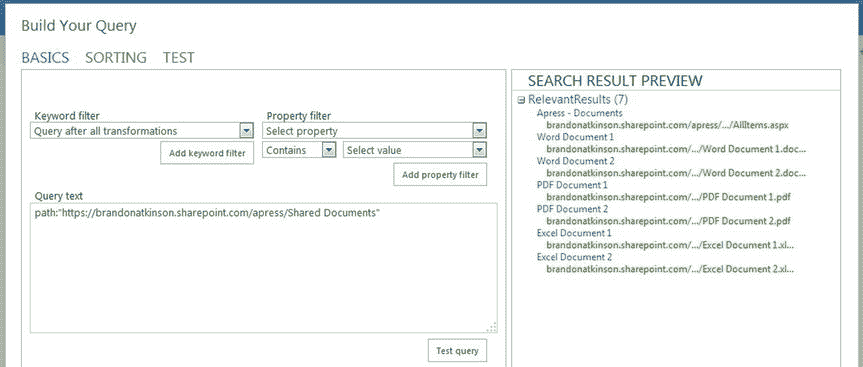 Build Your Query
BASICS SORTING TEST
Keyword filter
Query after all transformations
Add keyword filter
Property filter
Select property
Contains
Select value
Add property filter
Query text
path:"https://brandonatkinson.sharepoint.com/apress/Shared Documents"
Test query
SEARCH RESULT PREVIEW
RelevantResults (7)
Apress - Documents
brandonatkinson.sharepoint.com/apress/.../AllItems.aspx
Word Document 1
brandonatkinson.sharepoint.com/.../Word Document 1.doc...
Word Document 2
brandonatkinson.sharepoint.com/.../Word Document 2.doc...
PDF Document 1
brandonatkinson.sharepoint.com/.../PDF Document 1.pdf
PDF Document 2
brandonatkinson.sharepoint.com/.../PDF Document 2.pdf
Excel Document 1
brandonatkinson.sharepoint.com/.../Excel Document 1.xl...
Excel Document 2
brandonatkinson.sharepoint.com/.../Excel Document 2.xl...